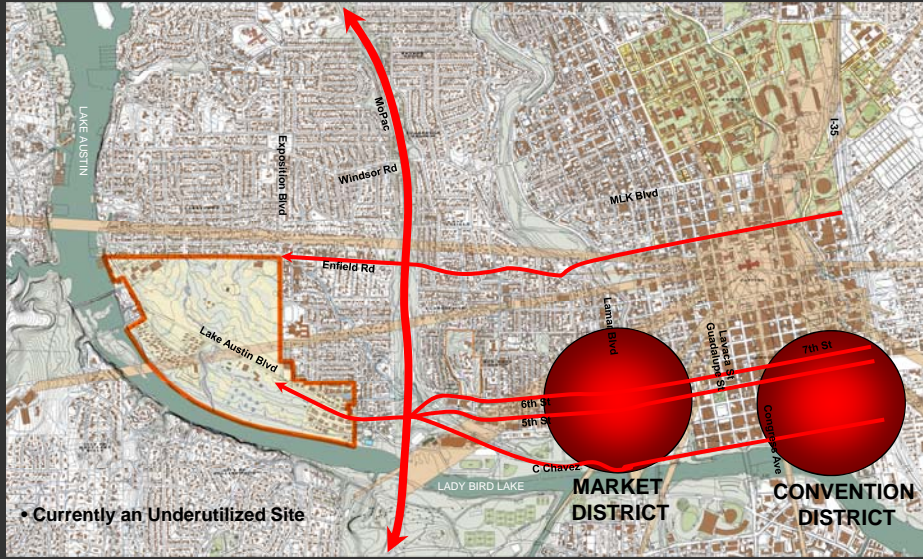 LAKE AUSTIN
MoPac
Exposition Blvd
I-35
Windsor Rd
MLK Blvd
Enfield Rd
Lake Austin Blvd
Lamar Blvd
Lavaca St
Guadalupe St
7th St
6th St
5th St
Congress Ave
C Chavez
LADY BIRD LAKE
MARKET
DISTRICT
CONVENTION
DISTRICT
• Currently an Underutilized Site